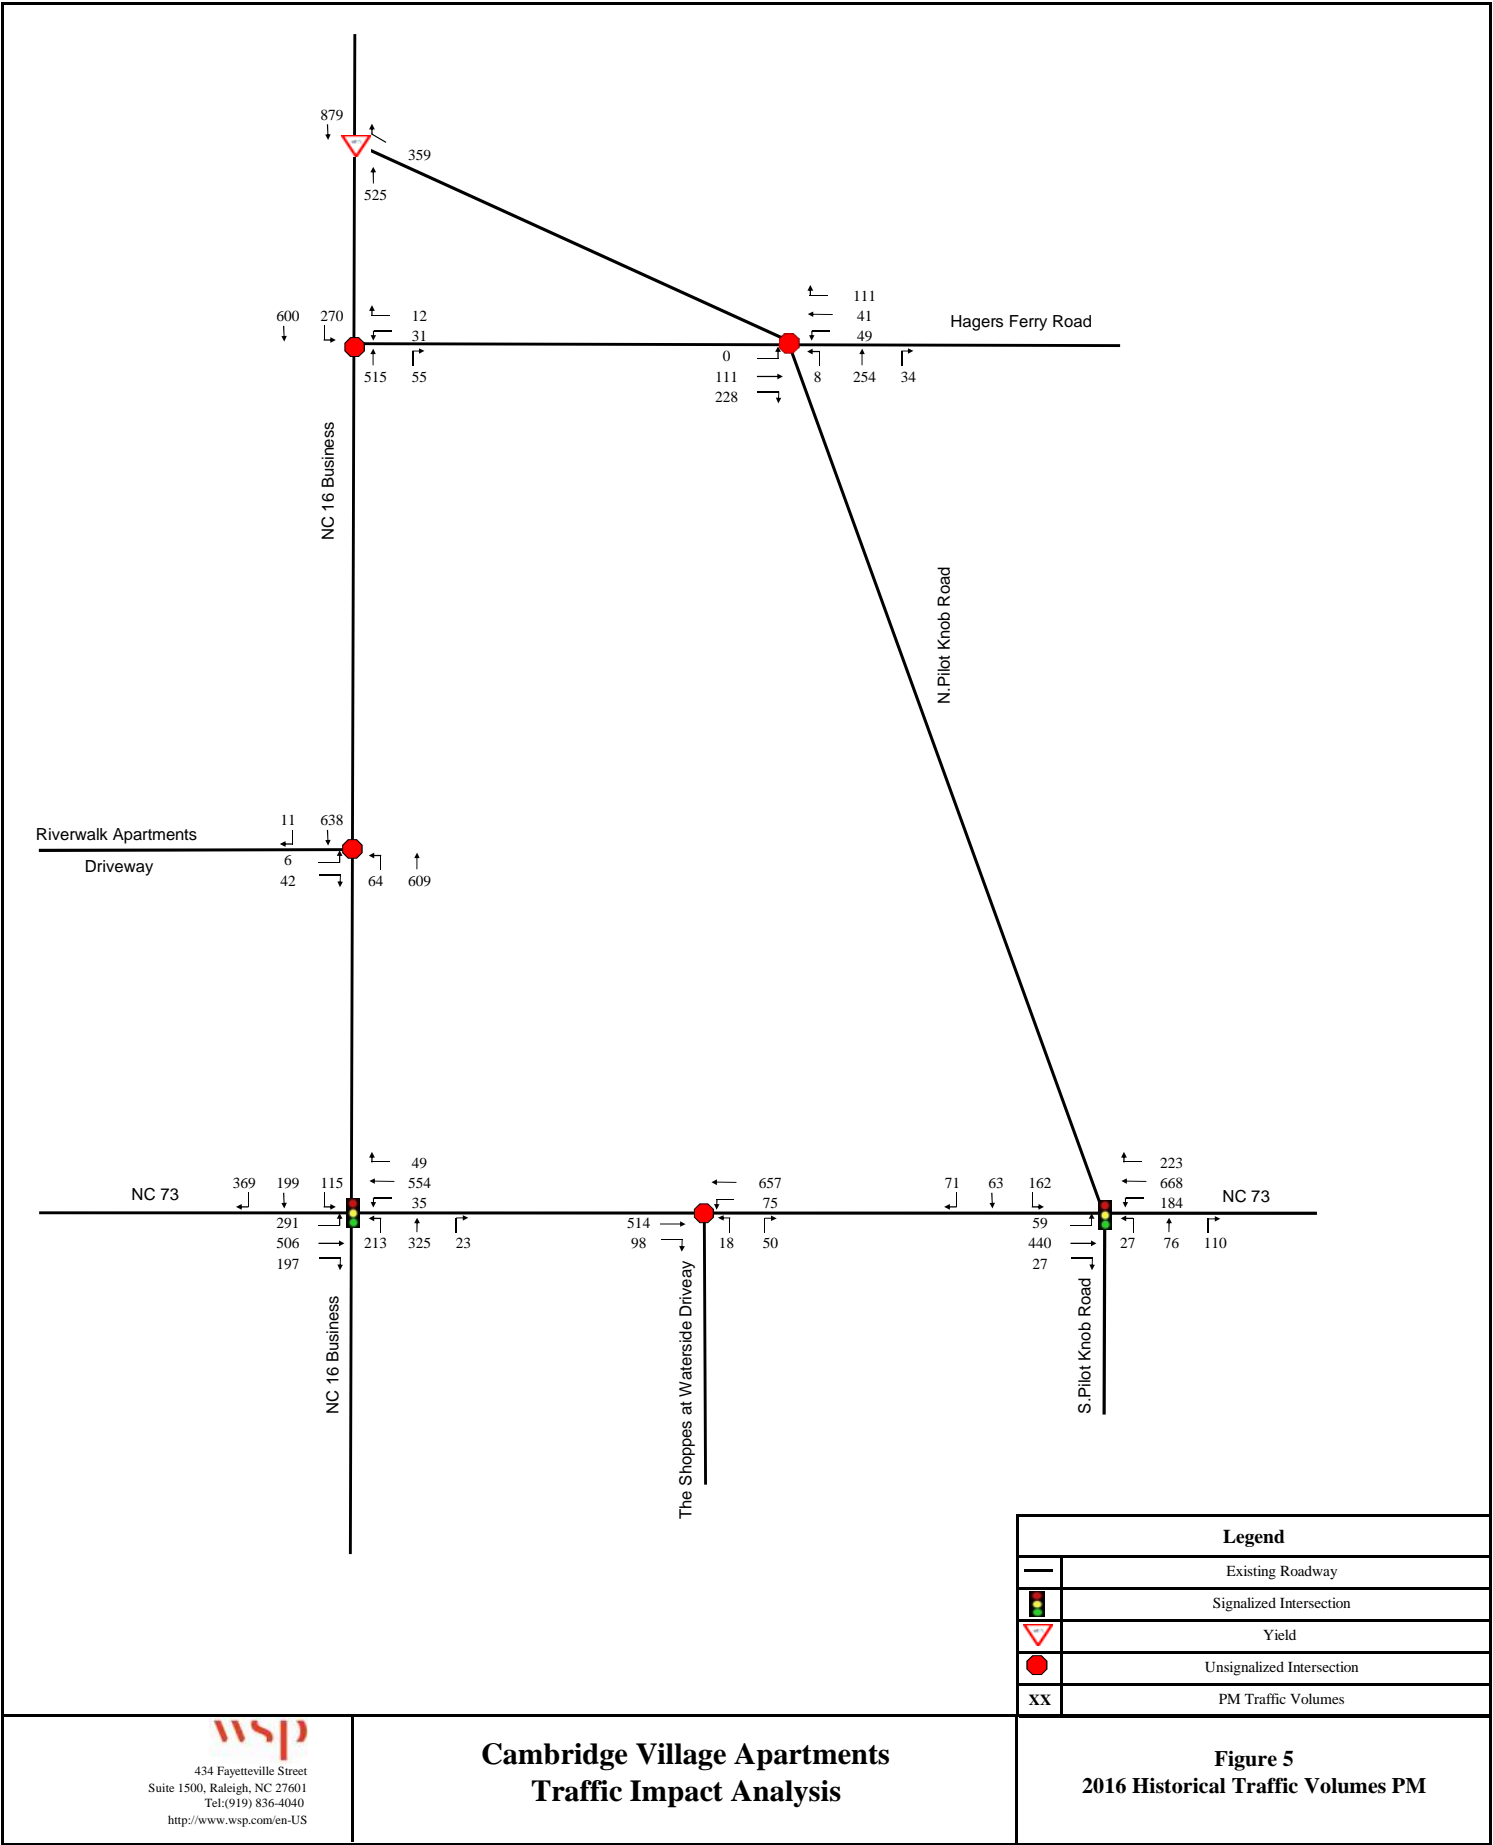 879
359
525
600 270 12
31
515 55
111
41
49
Hagers Ferry Road
0
111
228
8 254 34
NC 16 Business
N.Pilot Knob Road
11 638
Riverwalk Apartments
Driveway
6
42
64 609
NC 73
369 199 115
49
554
35
291
506
197
213 325 23
657
75
514
98
18 50
71 63 162
223
668
184
NC 73
59
440
27
27 76 110
NC 16 Business
The Shoppes at Waterside Driveay
S.Pilot Knob Road
Legend
Existing Roadway
Signalized Intersection
Yield
Unsignalized Intersection
XX PM Traffic Volumes
wsp
434 Fayetteville Street
Suite 1500, Raleigh, NC 27601
Tel:(919) 836-4040
http://www.wsp.com/en-US
Cambridge Village Apartments
Traffic Impact Analysis
Figure 5
2016 Historical Traffic Volumes PM